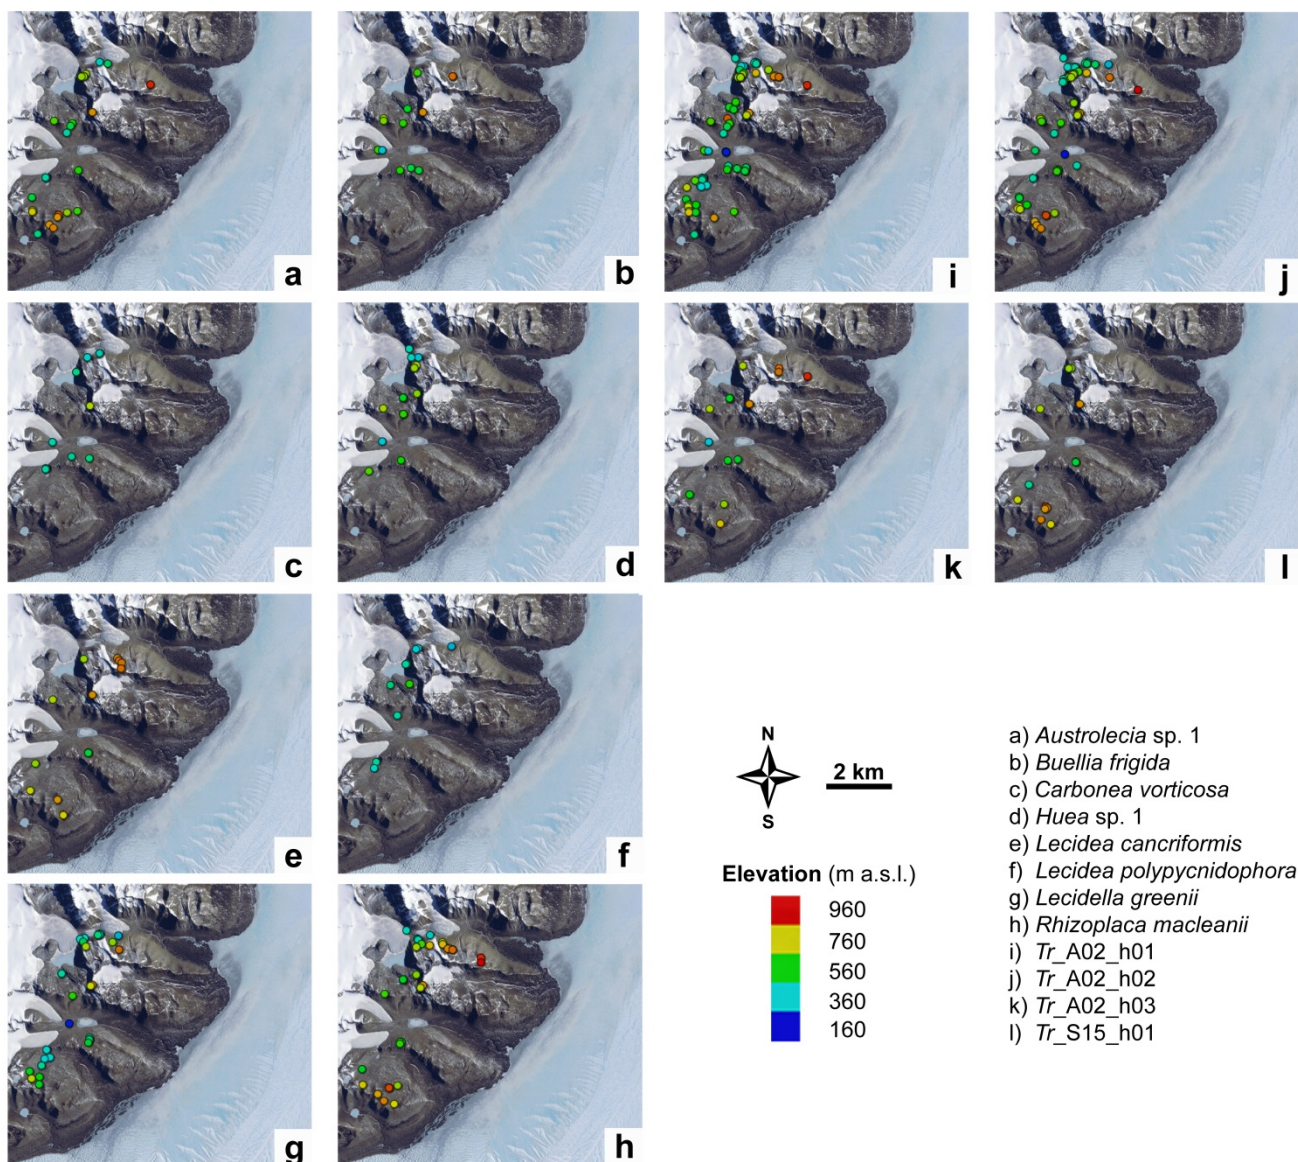 a
b
i
j
c
d
k
l
e
f
g
h
N
S
2 km
Elevation (m a.s.l.)
960
760
560
360
160
a) Austrolecia sp. 1
b) Buellia frigida
c) Carbonea vorticosa
d) Huea sp. 1
e) Lecidea cancriformis
f) Lecidea polypycnidophora
g) Lecidella greenii
h) Rhizoplaca macleanii
i) Tr_A02_h01
j) Tr_A02_h02
k) Tr_A02_h03
l) Tr_S15_h01